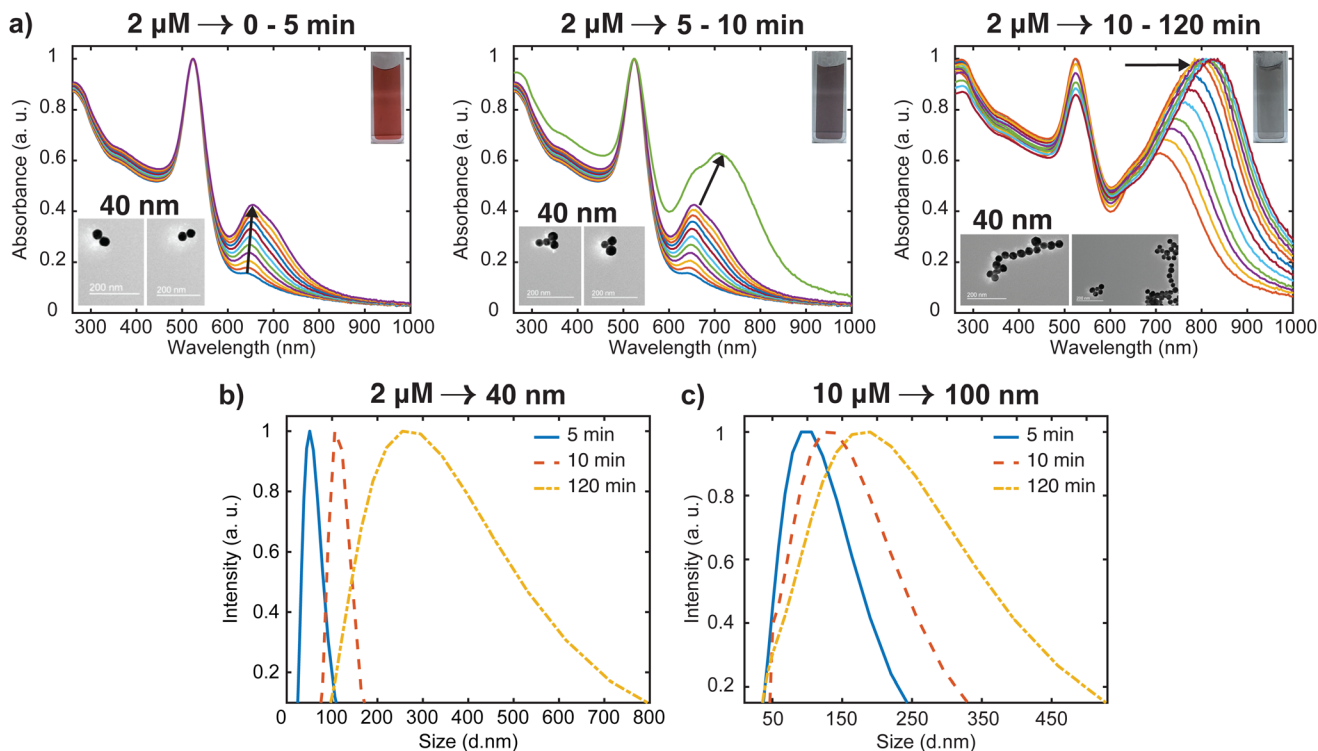 a)
2 µM → 0 - 5 min
2 µM → 5 - 10 min
2 µM → 10 - 120 min
1
0.8
0.6
0.4
0.2
0
Absorbance (a. u.)
40 nm
200 nm
200 nm
300 400 500 600 700 800 900 1000
Wavelength (nm)
1
0.8
0.6
0.4
0.2
0
Absorbance (a. u.)
40 nm
200 nm
200 nm
300 400 500 600 700 800 900 1000
Wavelength (nm)
1
0.8
0.6
0.4
0.2
0
Absorbance (a. u.)
40 nm
200 nm
200 nm
300 400 500 600 700 800 900 1000
Wavelength (nm)
b)
2 µM → 40 nm
1
0.8
0.6
0.4
0.2
Intensity (a. u.)
5 min
10 min
120 min
0 100 200 300 400 500 600 700 800
Size (d.nm)
c)
10 µM → 100 nm
1
0.8
0.6
0.4
0.2
Intensity (a. u.)
5 min
10 min
120 min
50 150 250 350 450
Size (d.nm)